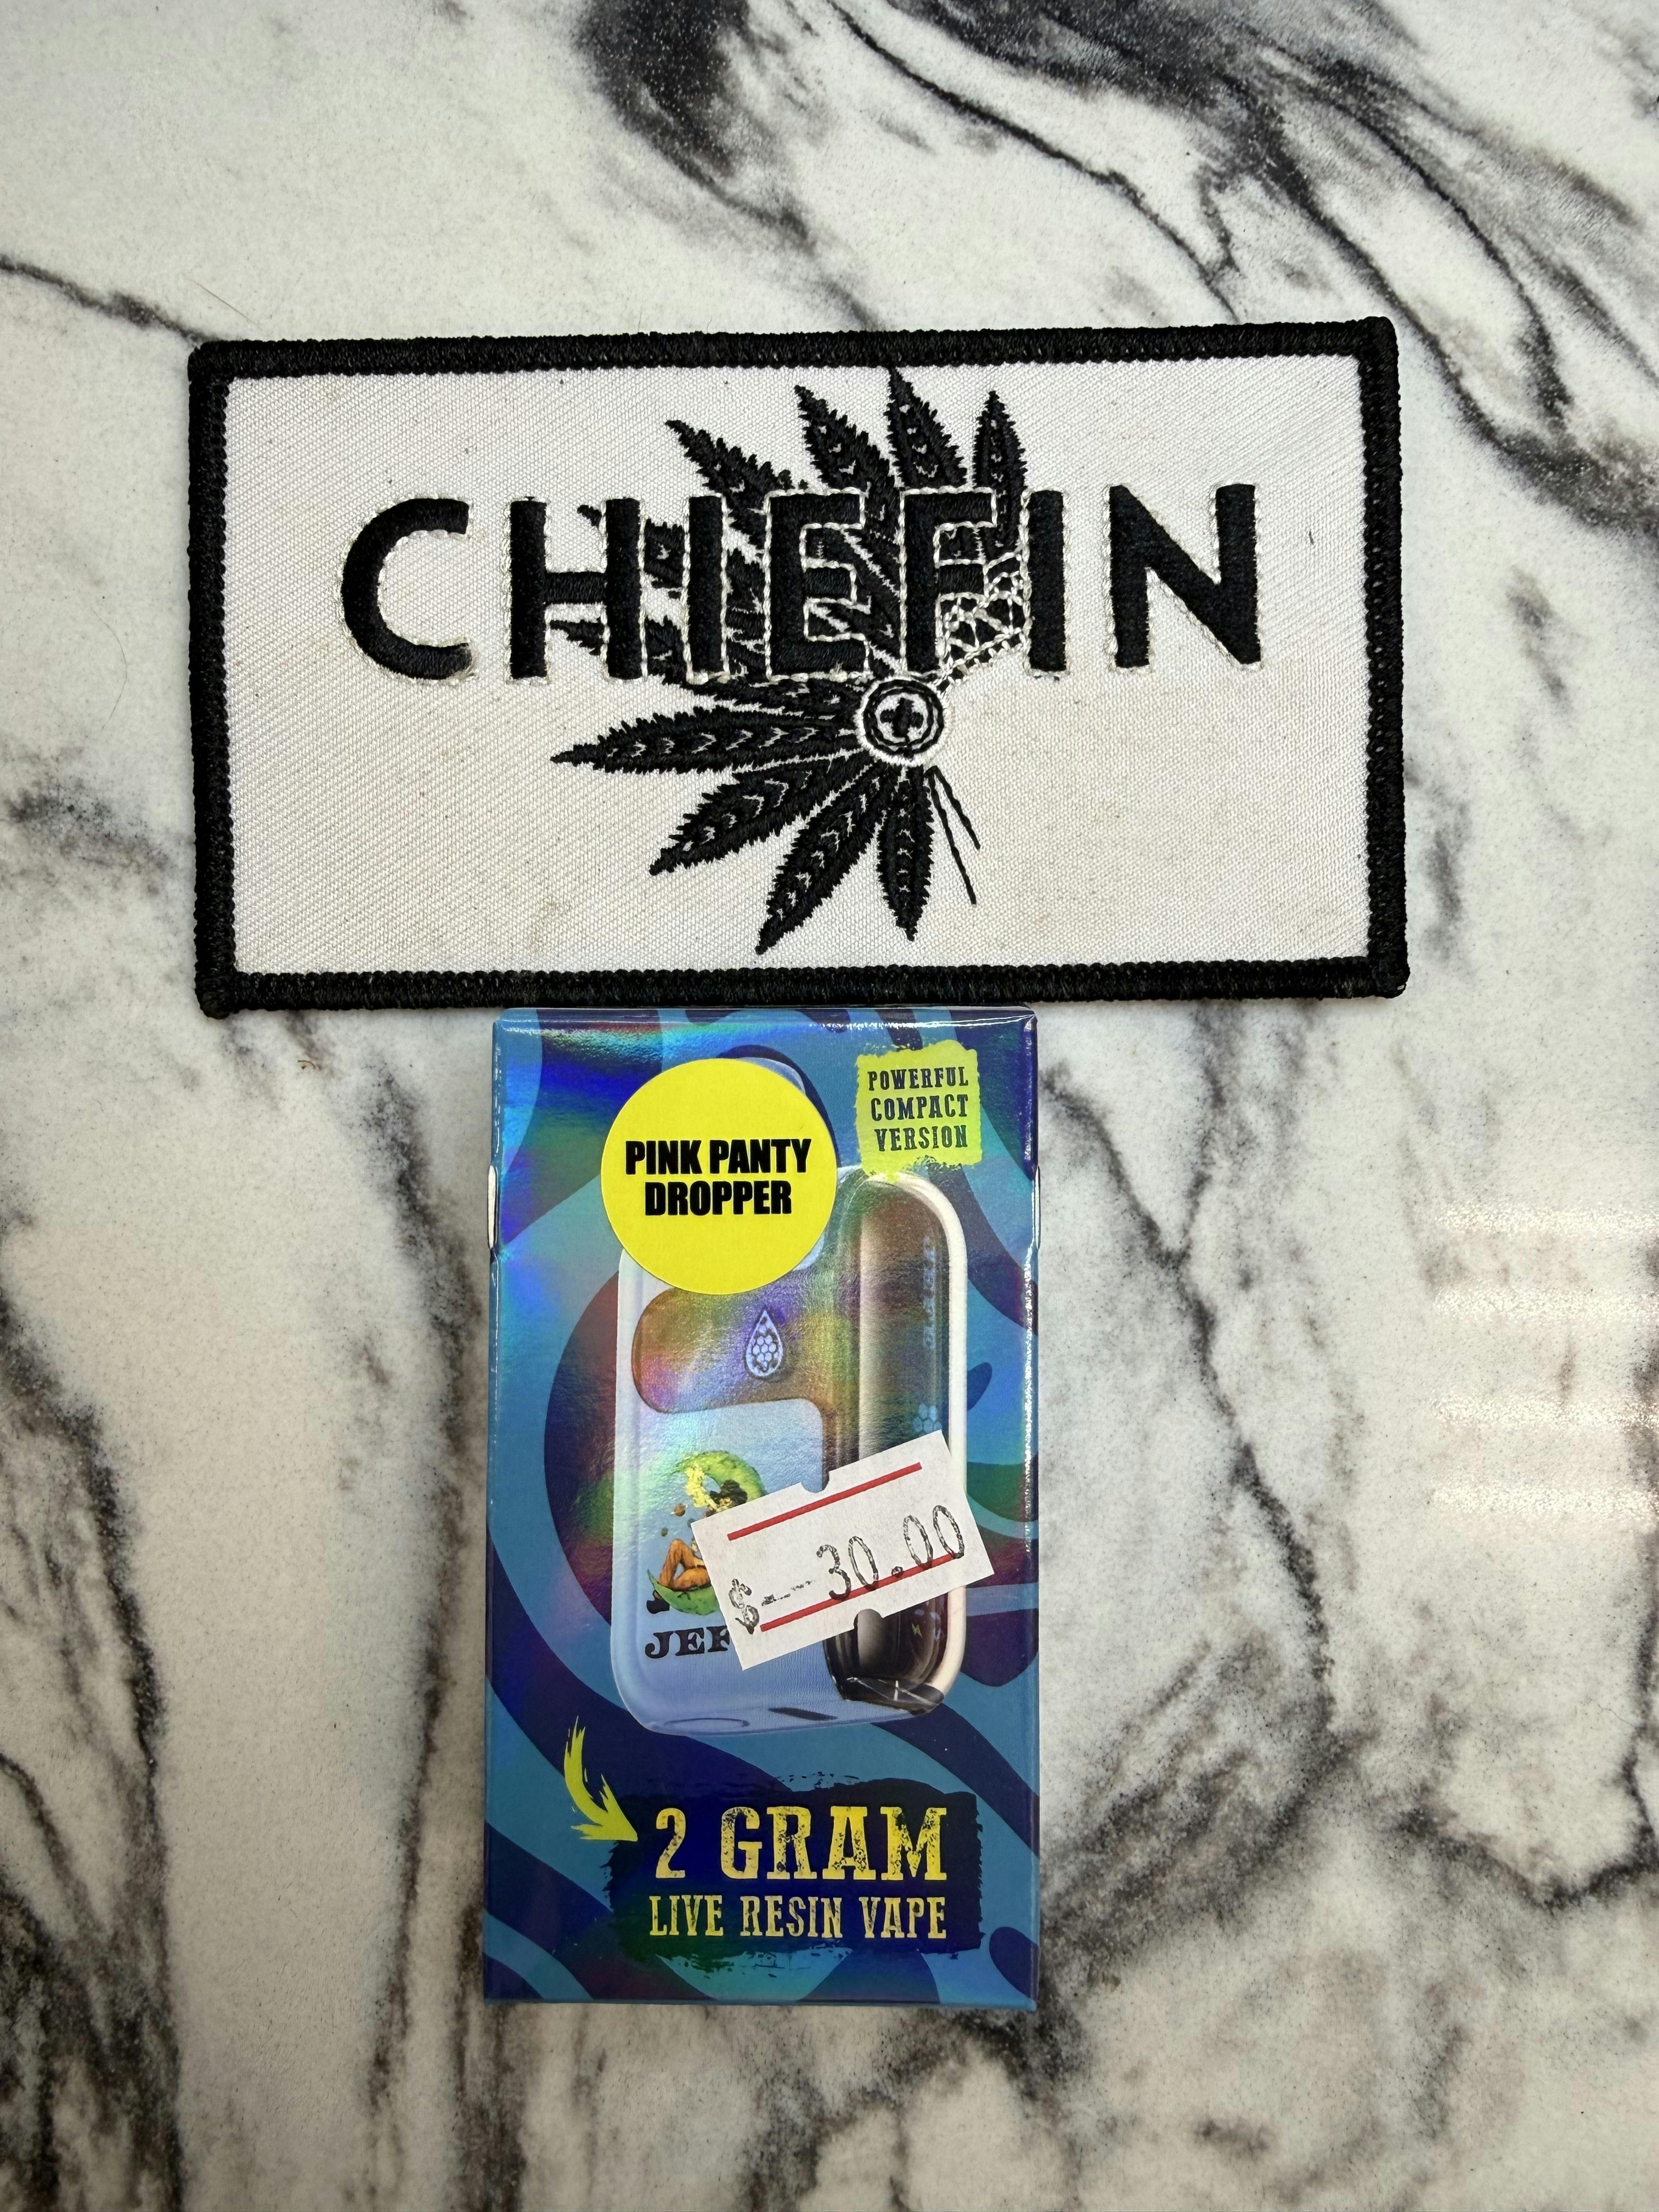 CHIEFIN
POWERFUL
COMPACT
VERSION
PINK PANTY
DROPPER
$-- 30.00
2 GRAM
LIVE RESIN VAPE